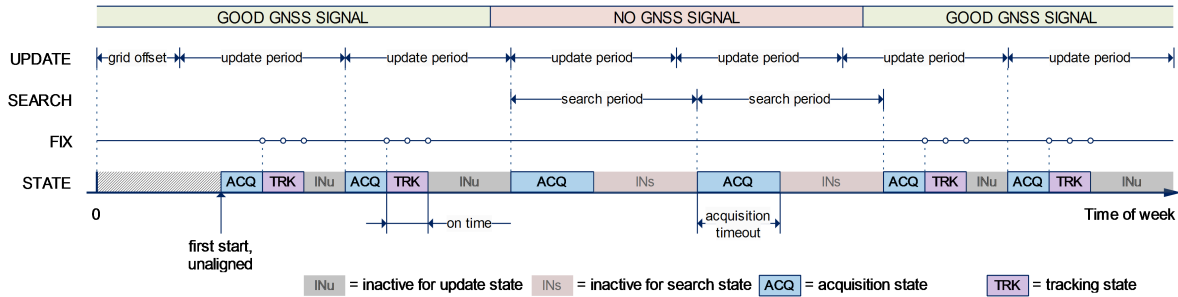 GOOD GNSS SIGNAL NO GNSS SIGNAL GOOD GNSS SIGNAL
UPDATE grid offset update period update period update period update period update period update period
SEARCH search period search period
FIX
STATE ACQ TRK INu ACQ TRK INu ACQ INs ACQ INs ACQ TRK INu ACQ TRK INu
0 on time acquisition timeout Time of week
first start,
unaligned
INu = inactive for update state INs = inactive for search state ACQ = acquisition state TRK = tracking state